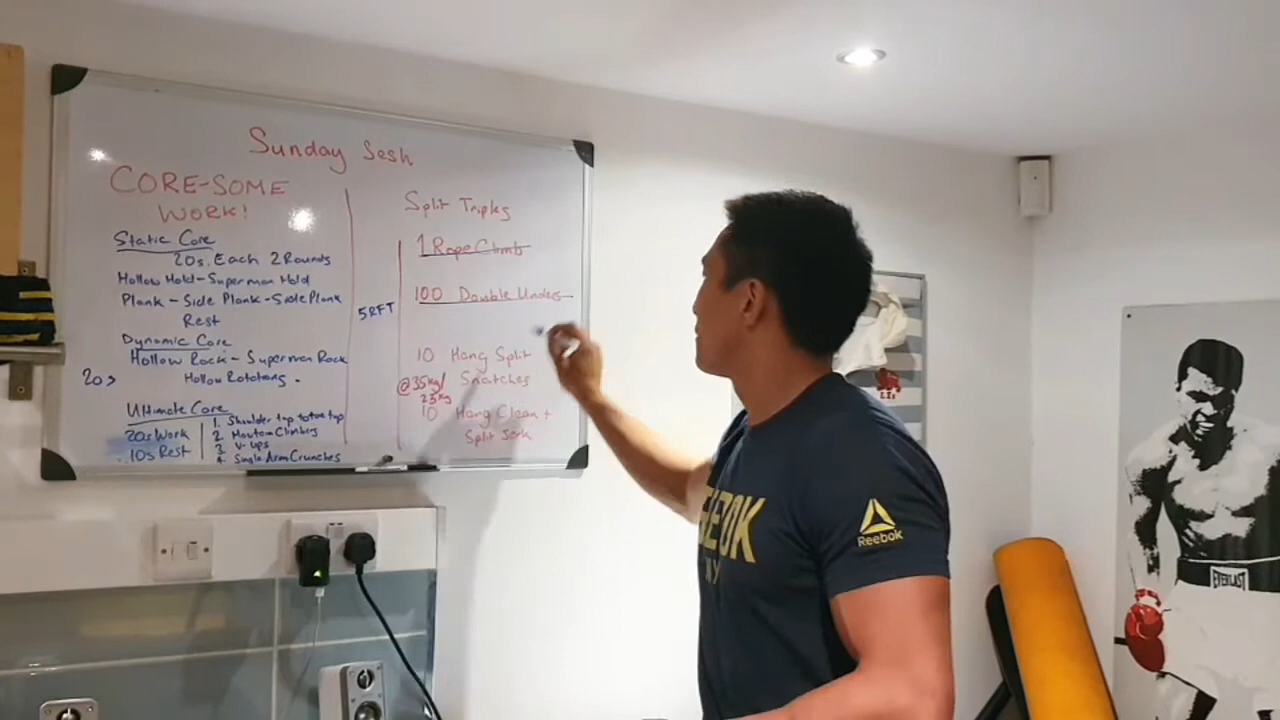 Sunday Sesh
CORE-SOME
WORK!
Static Core
20s. Each 2 Rounds
Hollow Hold - Superman Hold
Plank - Side Plank - Side Plank
Rest
Dynamic Core
Hollow Rock - Superman Rock
20s Hollow Rotations.
Ultimate Core
20s Work
10s Rest
1. Shoulder tap to toe tap
2. Mountain Climbers
3 V-Ups
4. Single Arm Crunches
Split Triplets
5RFT
1 Rope Climb
100 Double Unders
10 Hang Split
@35kg/ Snatches
25kg
10 Hang Clean +
Split Jerk
REEBOK
Reebok
EVERLAST